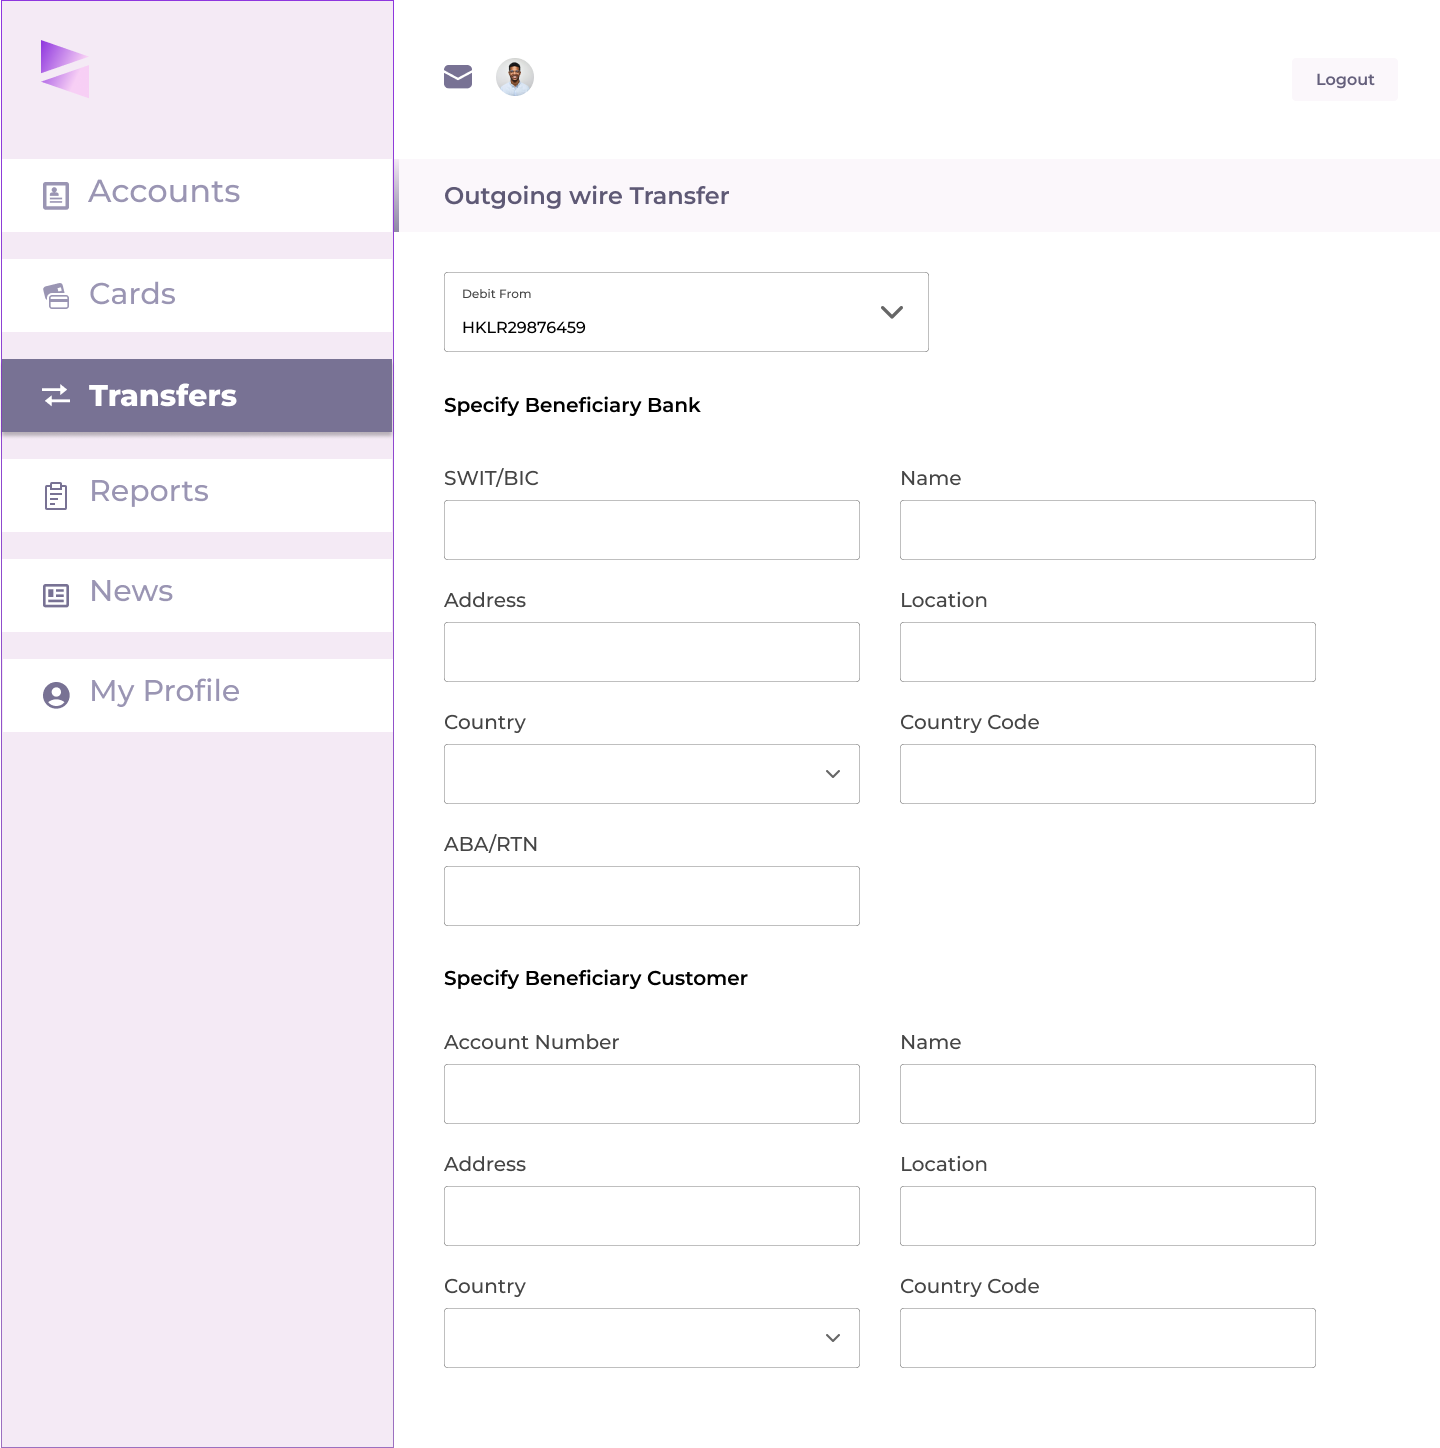 Logout
Accounts
Cards
Transfers
Reports
News
My Profile
Outgoing wire Transfer
Debit From
HKLR29876459
Specify Beneficiary Bank
SWIT/BIC
Name
Address
Location
Country
Country Code
ABA/RTN
Specify Beneficiary Customer
Account Number
Name
Address
Location
Country
Country Code